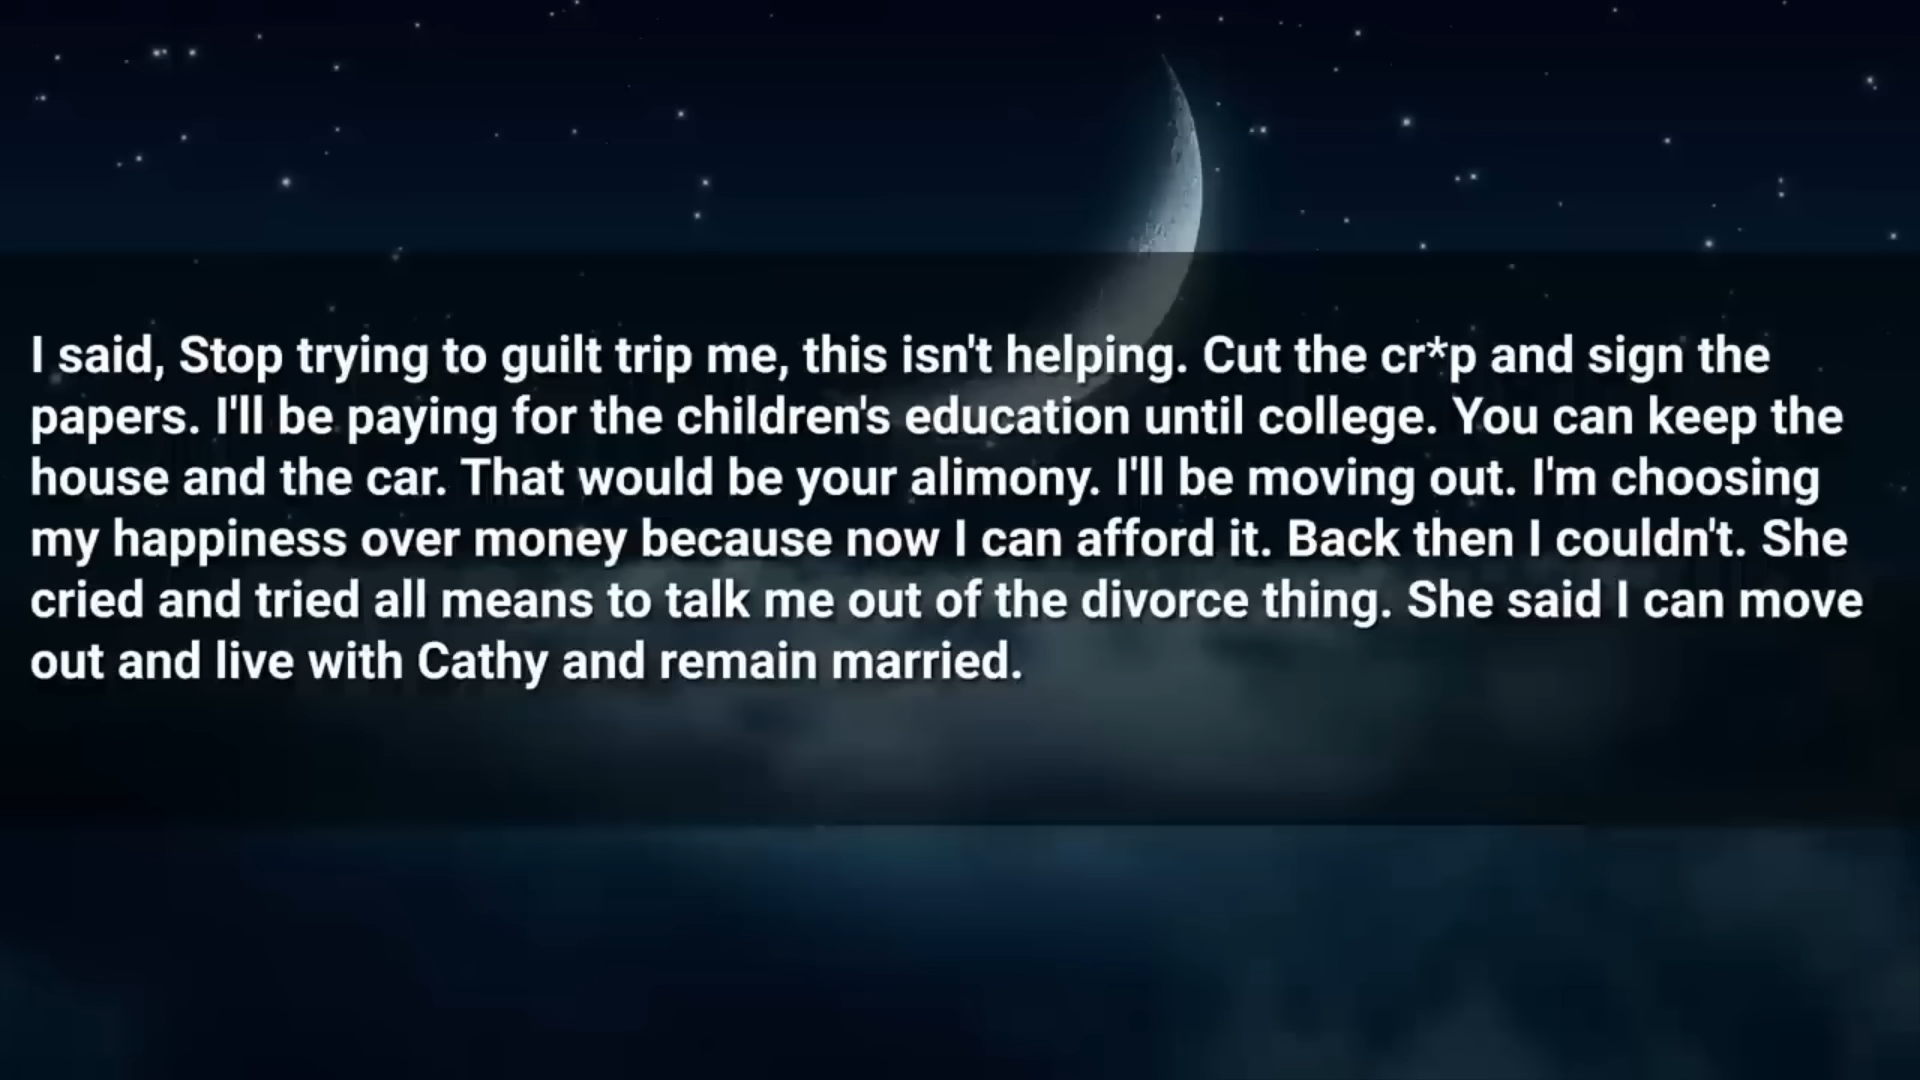 I said, Stop trying to guilt trip me, this isn't helping. Cut the cr*p and sign the
papers. I'll be paying for the children's education until college. You can keep the
house and the car. That would be your alimony. I'll be moving out. I'm choosing
my happiness over money because now I can afford it. Back then I couldn't. She
cried and tried all means to talk me out of the divorce thing. She said I can move
out and live with Cathy and remain married.